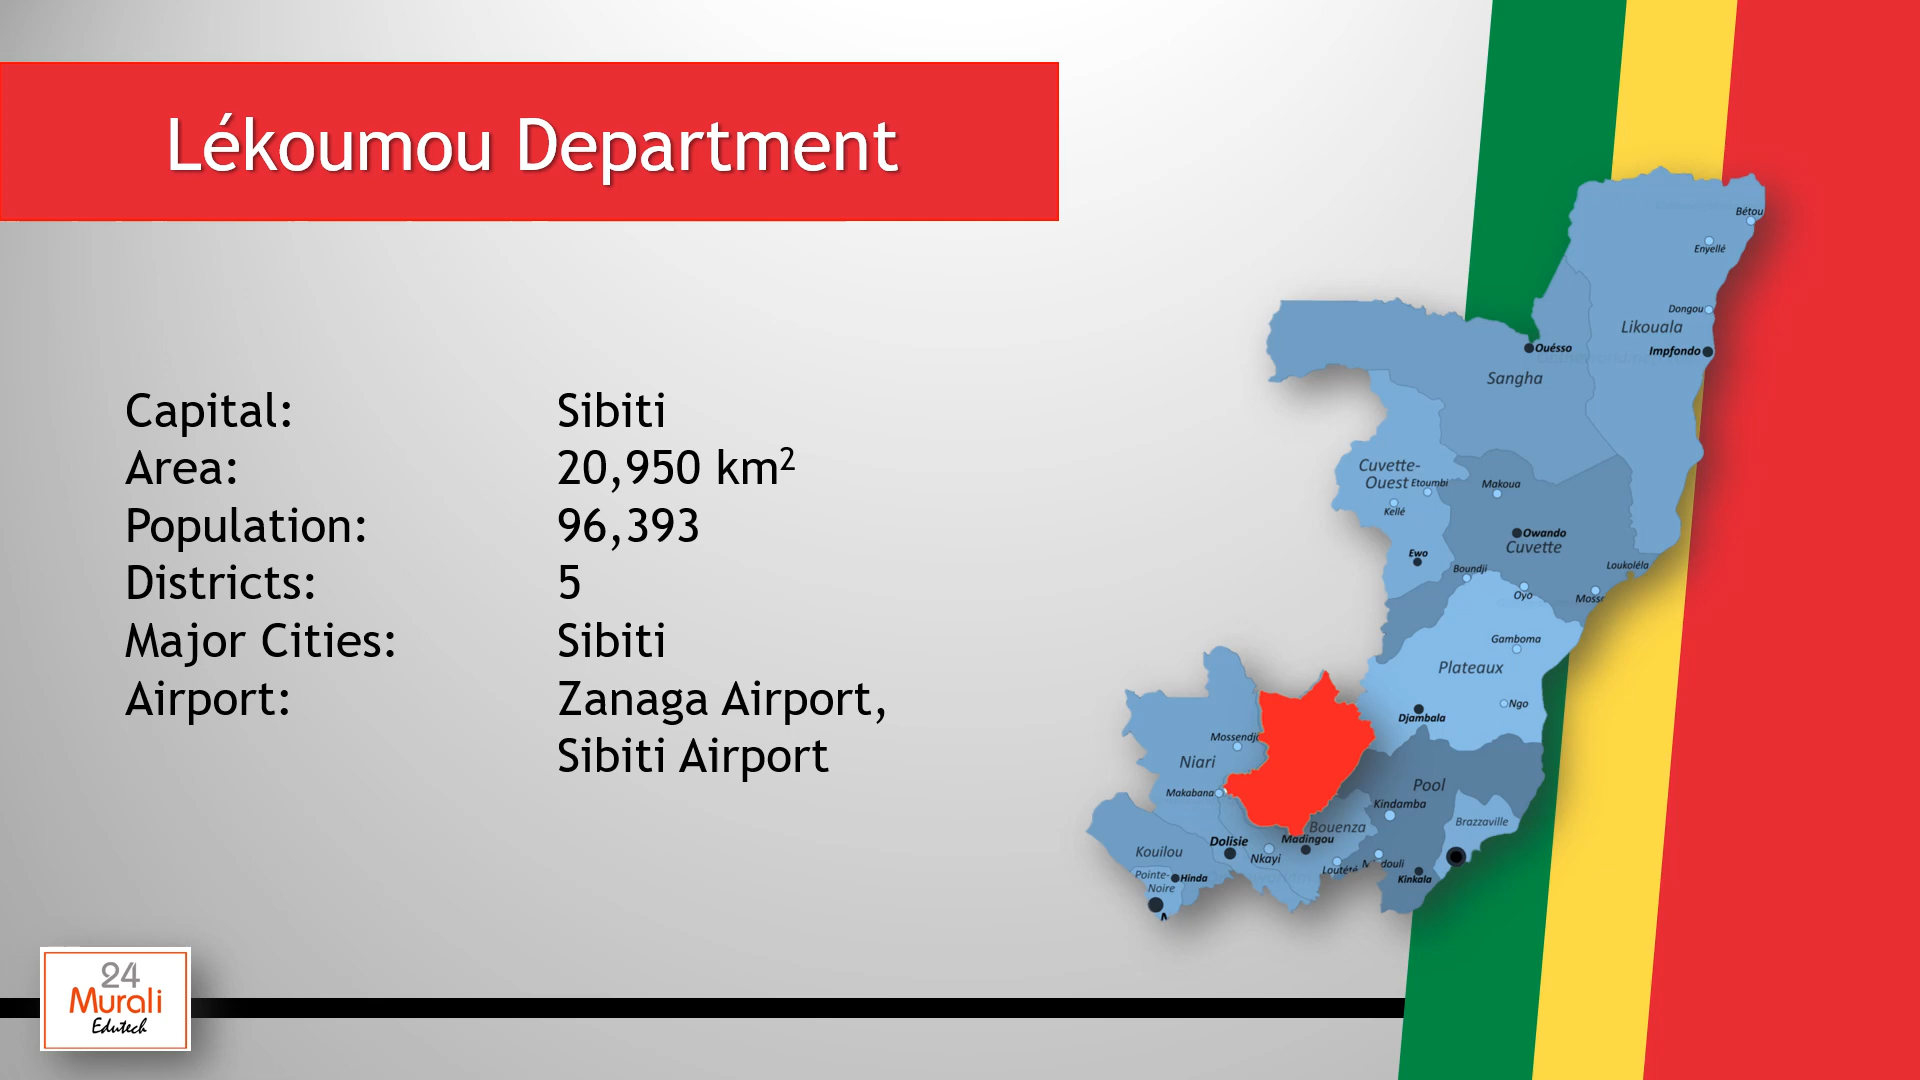 Lékoumou Department
Capital: Sibiti
Area: 20,950 km²
Population: 96,393
Districts: 5
Major Cities: Sibiti
Airport: Zanaga Airport,
Sibiti Airport
Bétou
Enyellé
Dongou
Likouala
Impfondo
Ouésso
Sangha
Cuvette-
Ouest Etoumbi
Makoua
Kellé
Owando
Cuvette
Ewo
Boundji
Loukoléla
Oyo
Gamboma
Plateaux
Ngo
Djambala
Niari
Makabana
Pool
Kindamba
Brazzaville
Bouenza
Madingou
Dolisie
Nkayi
Loutété
Kinkala
Kouilou
Pointe-
Noire
Hinda
24
Murali
Edutech